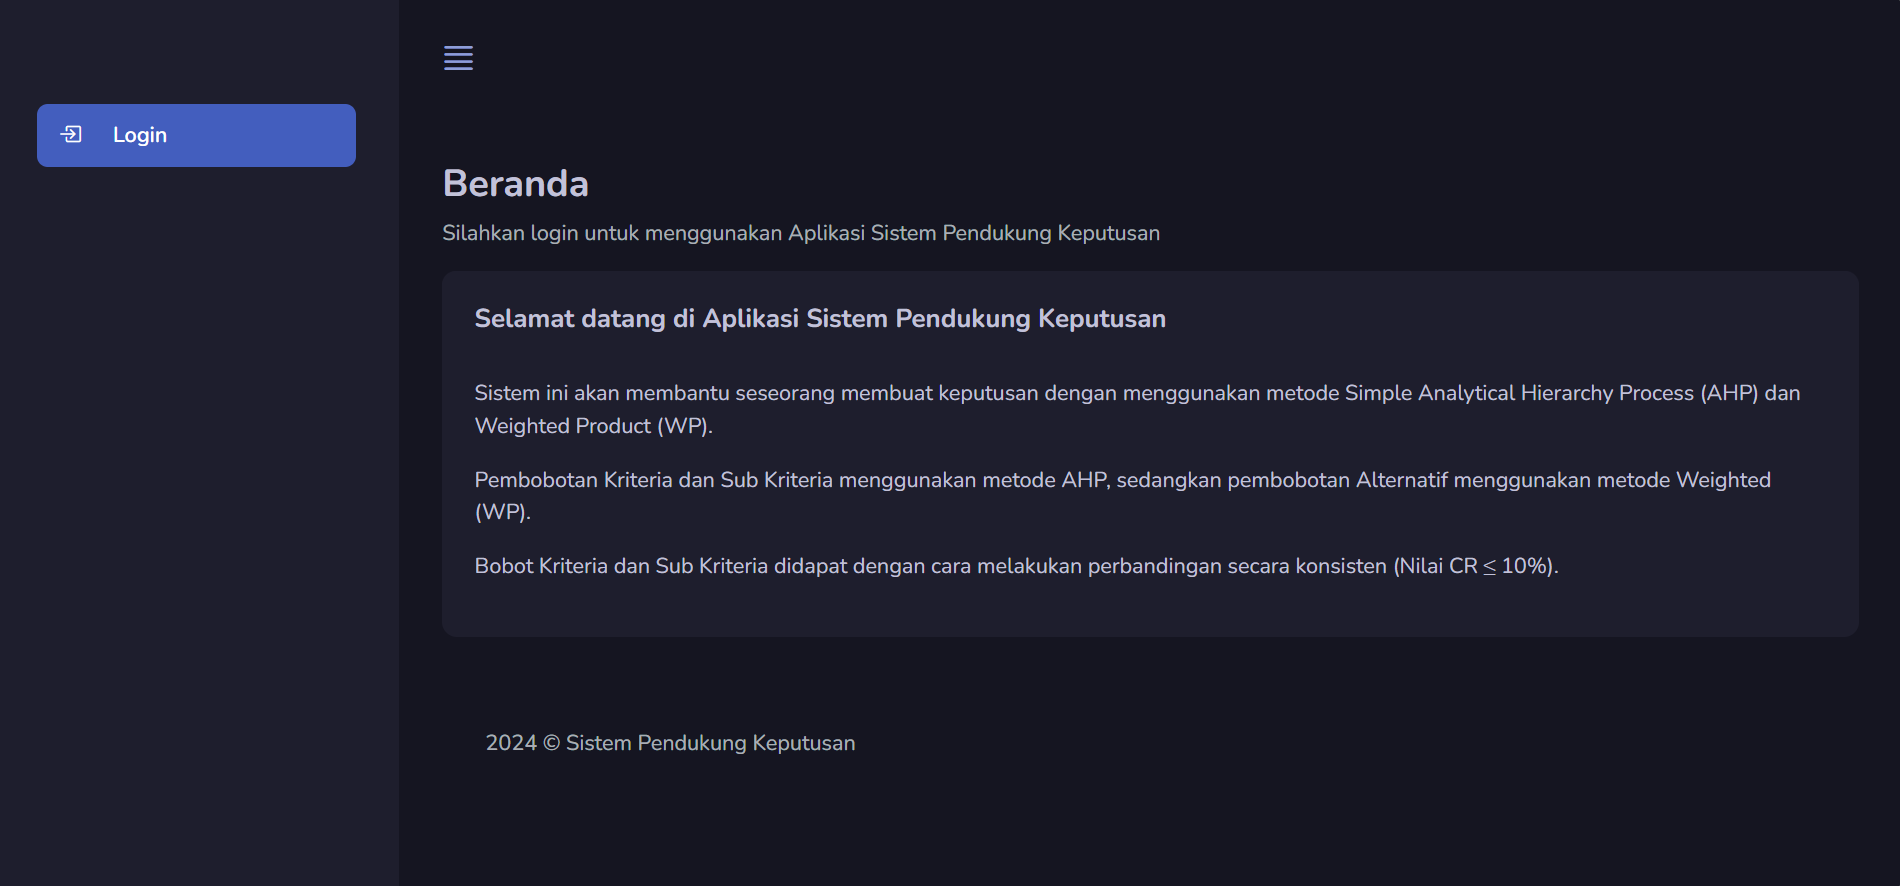 Login
Beranda
Silahkan login untuk menggunakan Aplikasi Sistem Pendukung Keputusan
Selamat datang di Aplikasi Sistem Pendukung Keputusan
Sistem ini akan membantu seseorang membuat keputusan dengan menggunakan metode Simple Analytical Hierarchy Process (AHP) dan
Weighted Product (WP).
Pembobotan Kriteria dan Sub Kriteria menggunakan metode AHP, sedangkan pembobotan Alternatif menggunakan metode Weighted
(WP).
Bobot Kriteria dan Sub Kriteria didapat dengan cara melakukan perbandingan secara konsisten (Nilai CR ≤ 10%).
2024 © Sistem Pendukung Keputusan